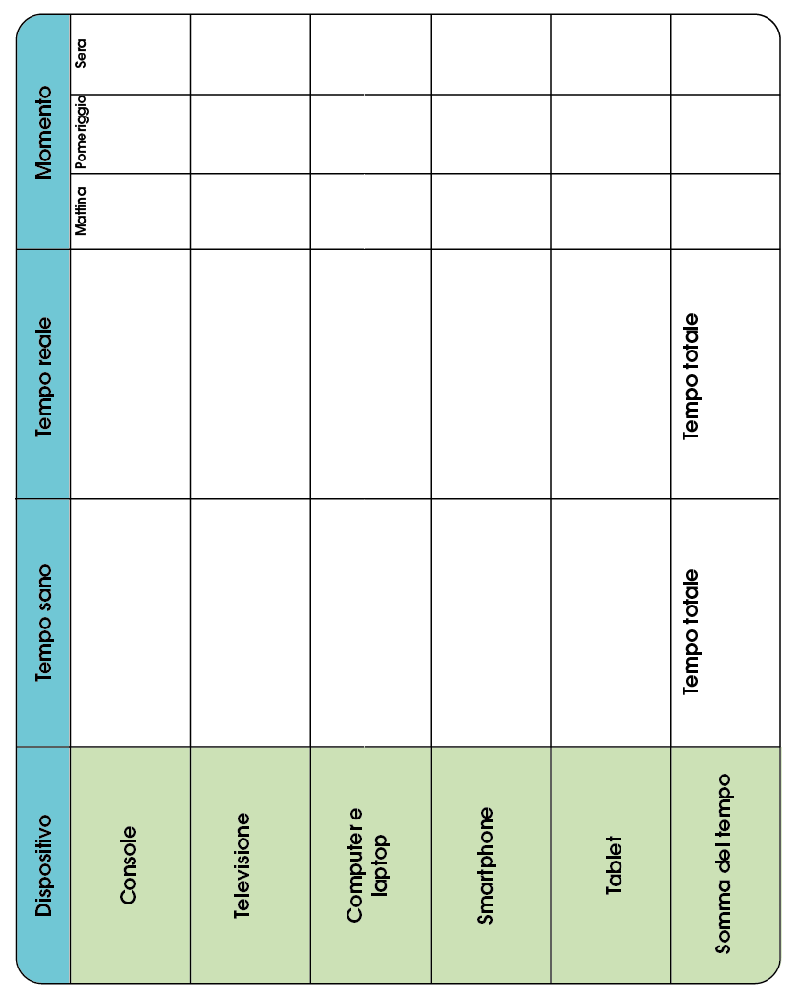 Dispositivo
Tempo sano
Tempo reale
Momento
Console
Mattina
Pomeriggio
Sera
Televisione
Computer e
laptop
Smartphone
Tablet
Somma del tempo
Tempo totale
Tempo totale